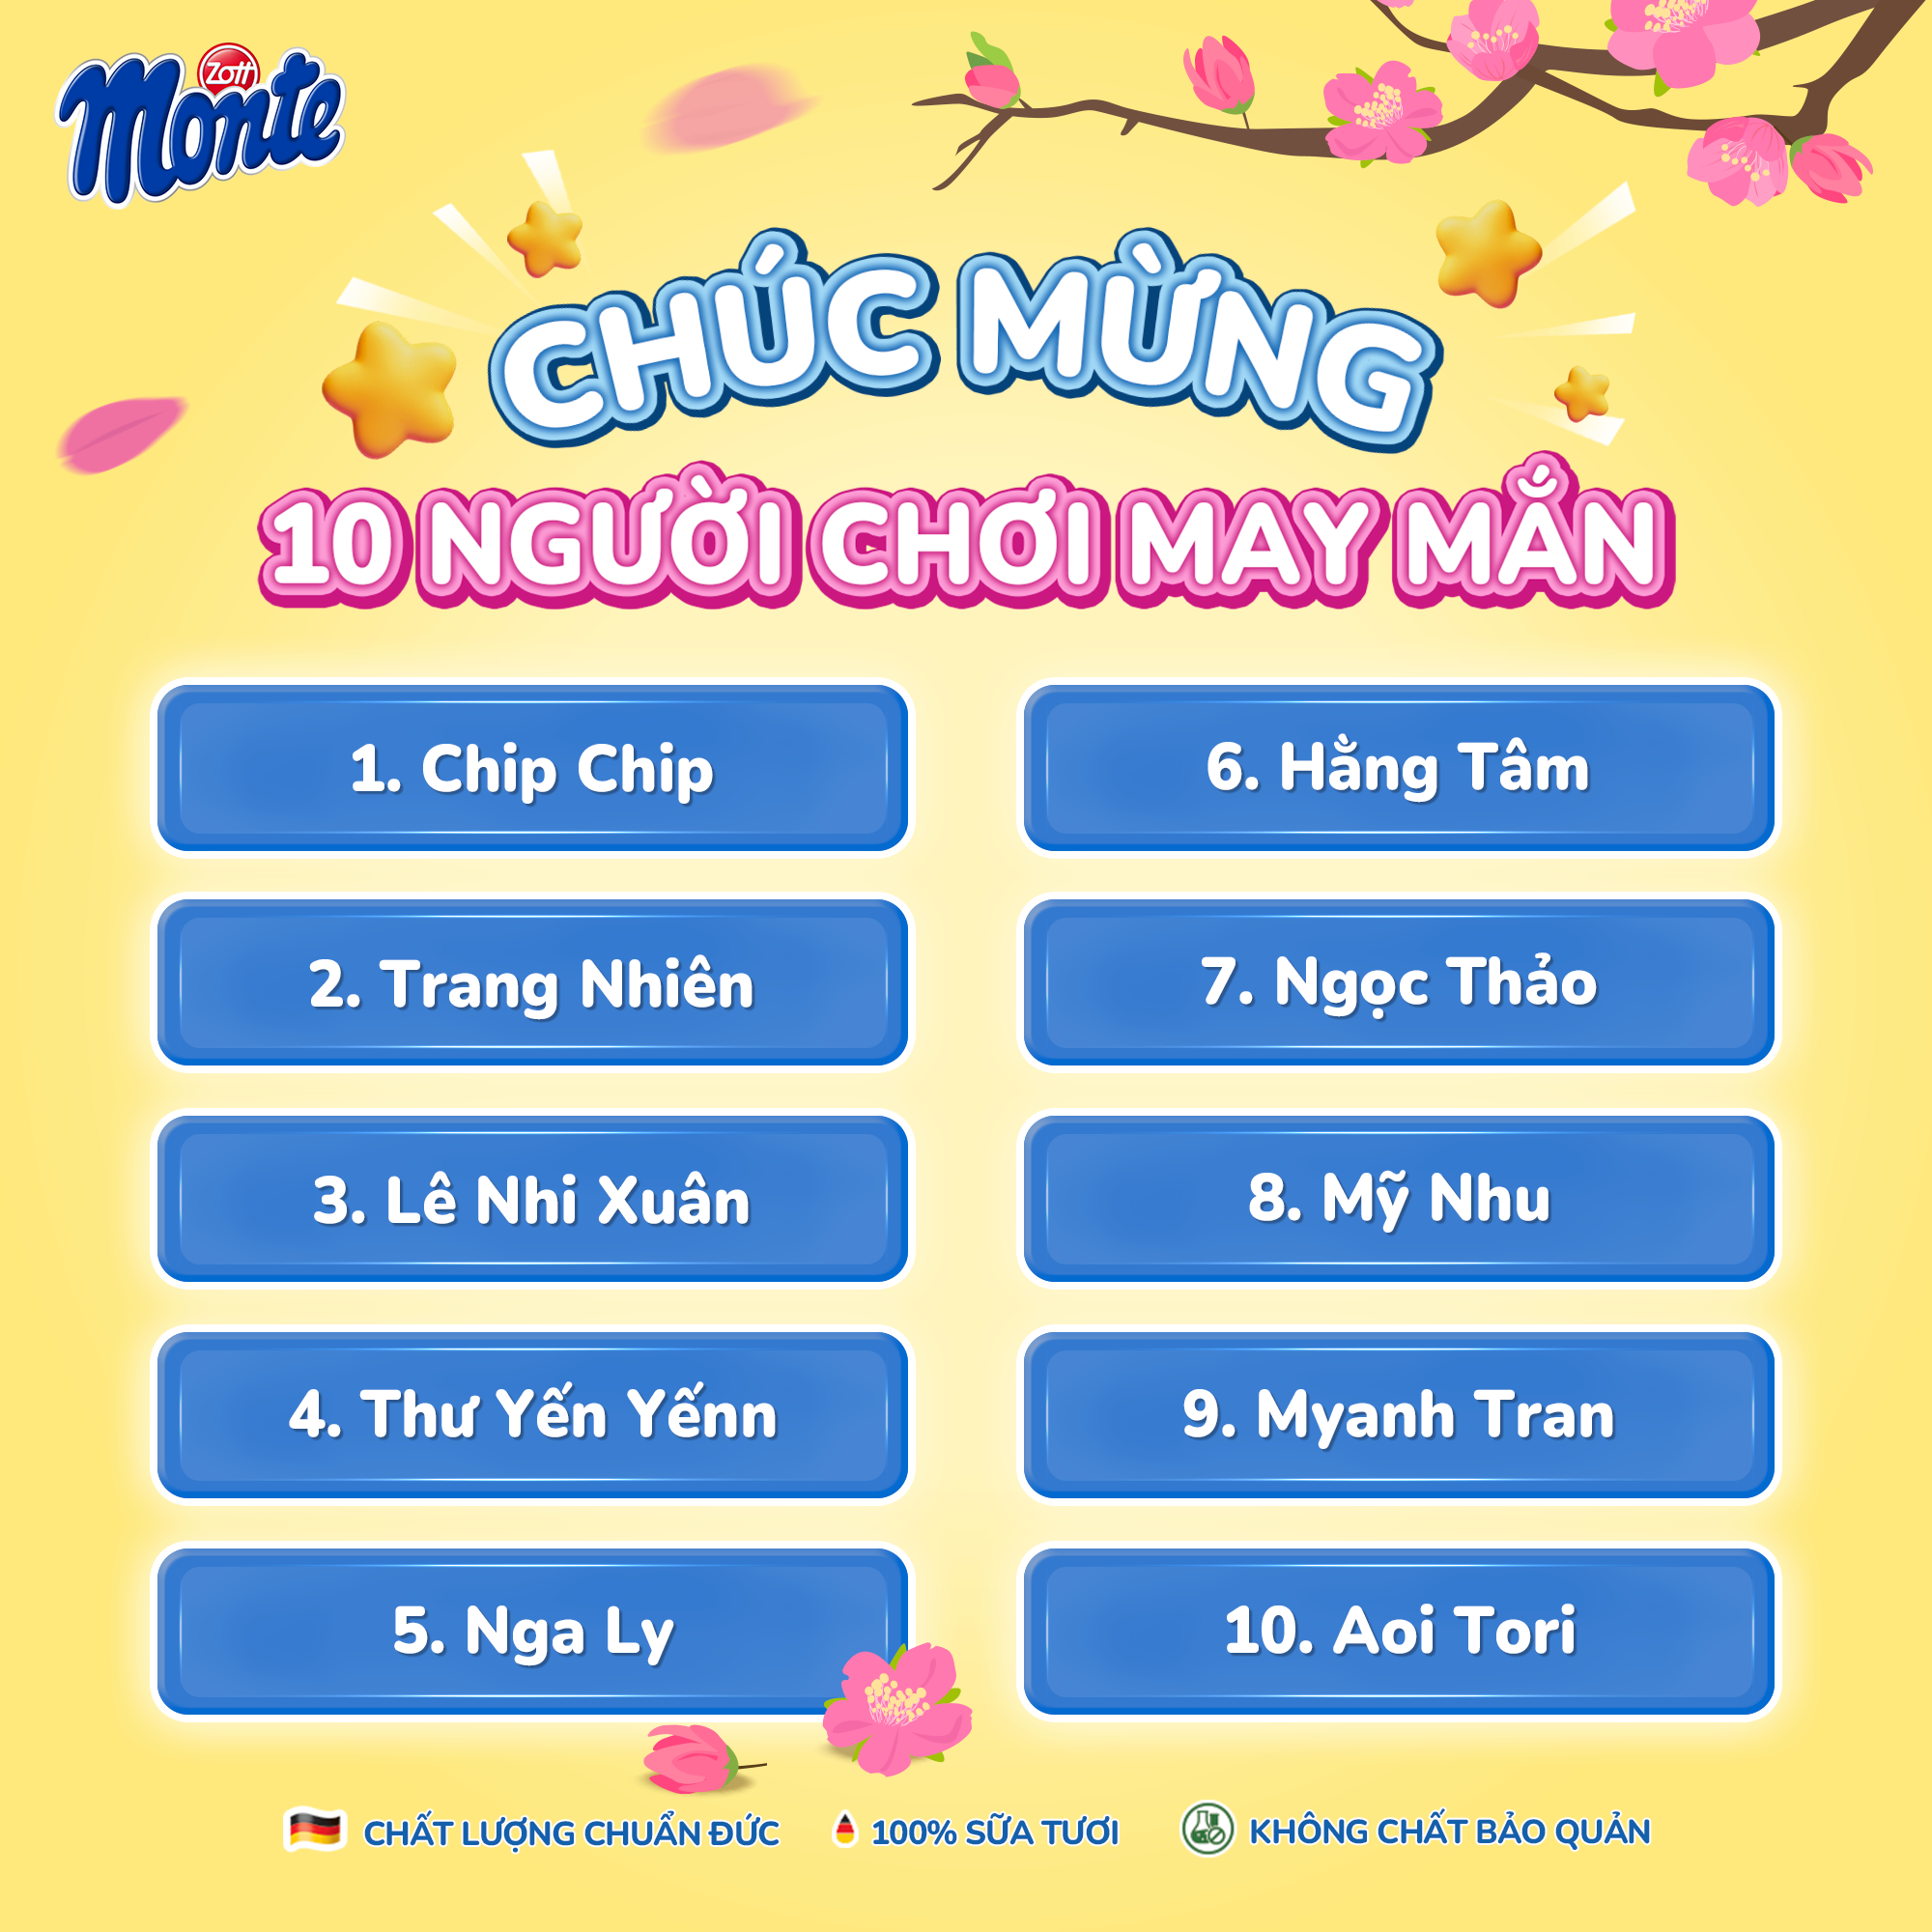 Zott
Monte
CHÚC MỪNG
10 NGƯỜI CHƠI MAY MẮN
1. Chip Chip
2. Trang Nhiên
3. Lê Nhi Xuân
4. Thư Yến Yếnn
5. Nga Ly
6. Hằng Tâm
7. Ngọc Thảo
8. Mỹ Nhu
9. Myanh Tran
10. Aoi Tori
CHẤT LƯỢNG CHUẨN ĐỨC
100% SỮA TƯƠI
KHÔNG CHẤT BẢO QUẢN